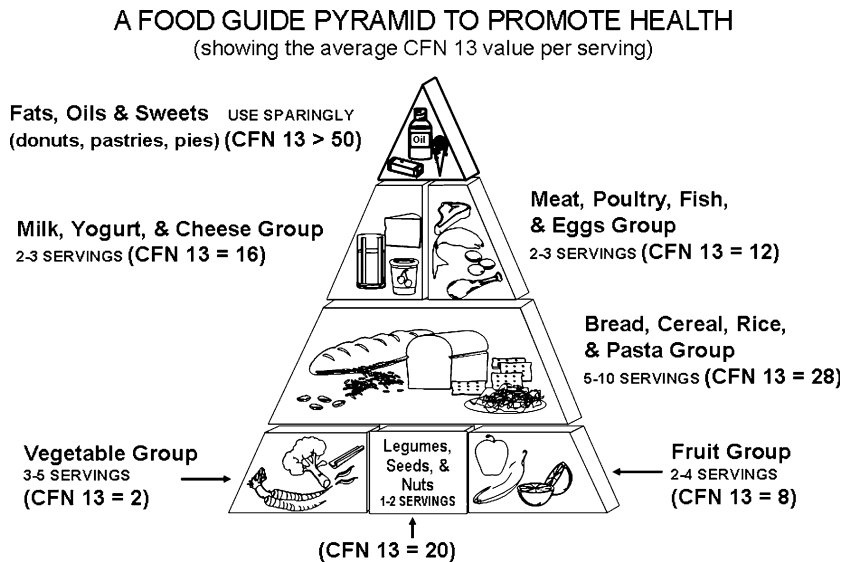 A FOOD GUIDE PYRAMID TO PROMOTE HEALTH
(showing the average CFN 13 value per serving)
Fats, Oils & Sweets USE SPARINGLY
(donuts, pastries, pies) (CFN 13 > 50)
Oil
Milk, Yogurt, & Cheese Group
2-3 SERVINGS (CFN 13 = 16)
Meat, Poultry, Fish,
& Eggs Group
2-3 SERVINGS (CFN 13 = 12)
Bread, Cereal, Rice,
& Pasta Group
5-10 SERVINGS (CFN 13 = 28)
Vegetable Group
3-5 SERVINGS
(CFN 13 = 2)
Legumes,
Seeds, &
Nuts
1-2 SERVINGS
(CFN 13 = 20)
Fruit Group
2-4 SERVINGS
(CFN 13 = 8)